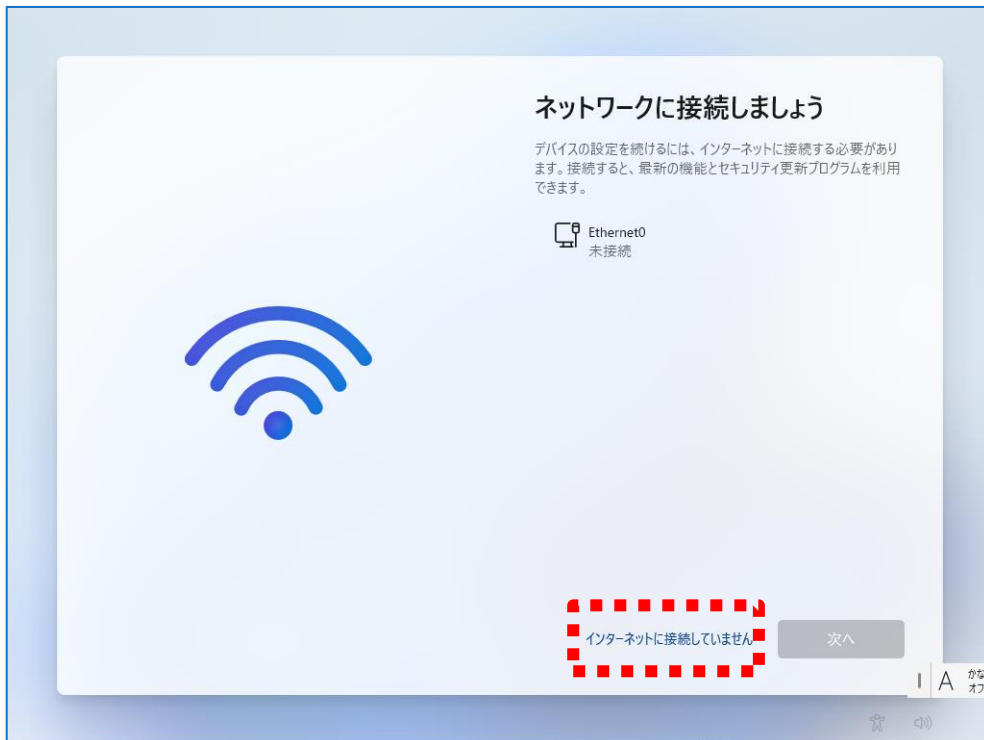 ネットワークに接続しましょう
デバイスの設定を続けるには、インターネットに接続する必要があり
ます。接続すると、最新の機能とセキュリティ更新プログラムを利用
できます。
Ethernet0
未接続
インターネットに接続していません
次へ
A
かな
オフ